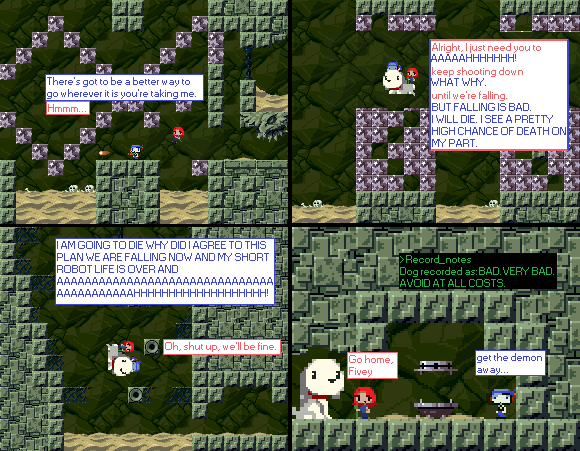 There's got to be a better way to
go wherever it is you're taking me.
Hmmm...
Alright, I just need you to
AAAAAHHHHHHH!
keep shooting down
WHAT WHY.
until we're falling.
BUT FALLING IS BAD.
I WILL DIE. I SEE A PRETTY
HIGH CHANCE OF DEATH ON
MY PART.
I AM GOING TO DIE WHY DID I AGREE TO THIS
PLAN WE ARE FALLING NOW AND MY SHORT
ROBOT LIFE IS OVER AND
AAAAAAAAAAAAAAAAAAAAAAAAAAAAAAA
AAAAAAAAAAAHHHHHHHHHHHHHHHHHHH!
Oh, shut up, we'll be fine.
>Record_notes
Dog recorded as: BAD. VERY BAD.
AVOID AT ALL COSTS.
Go home,
Fivey
get the demon
away...